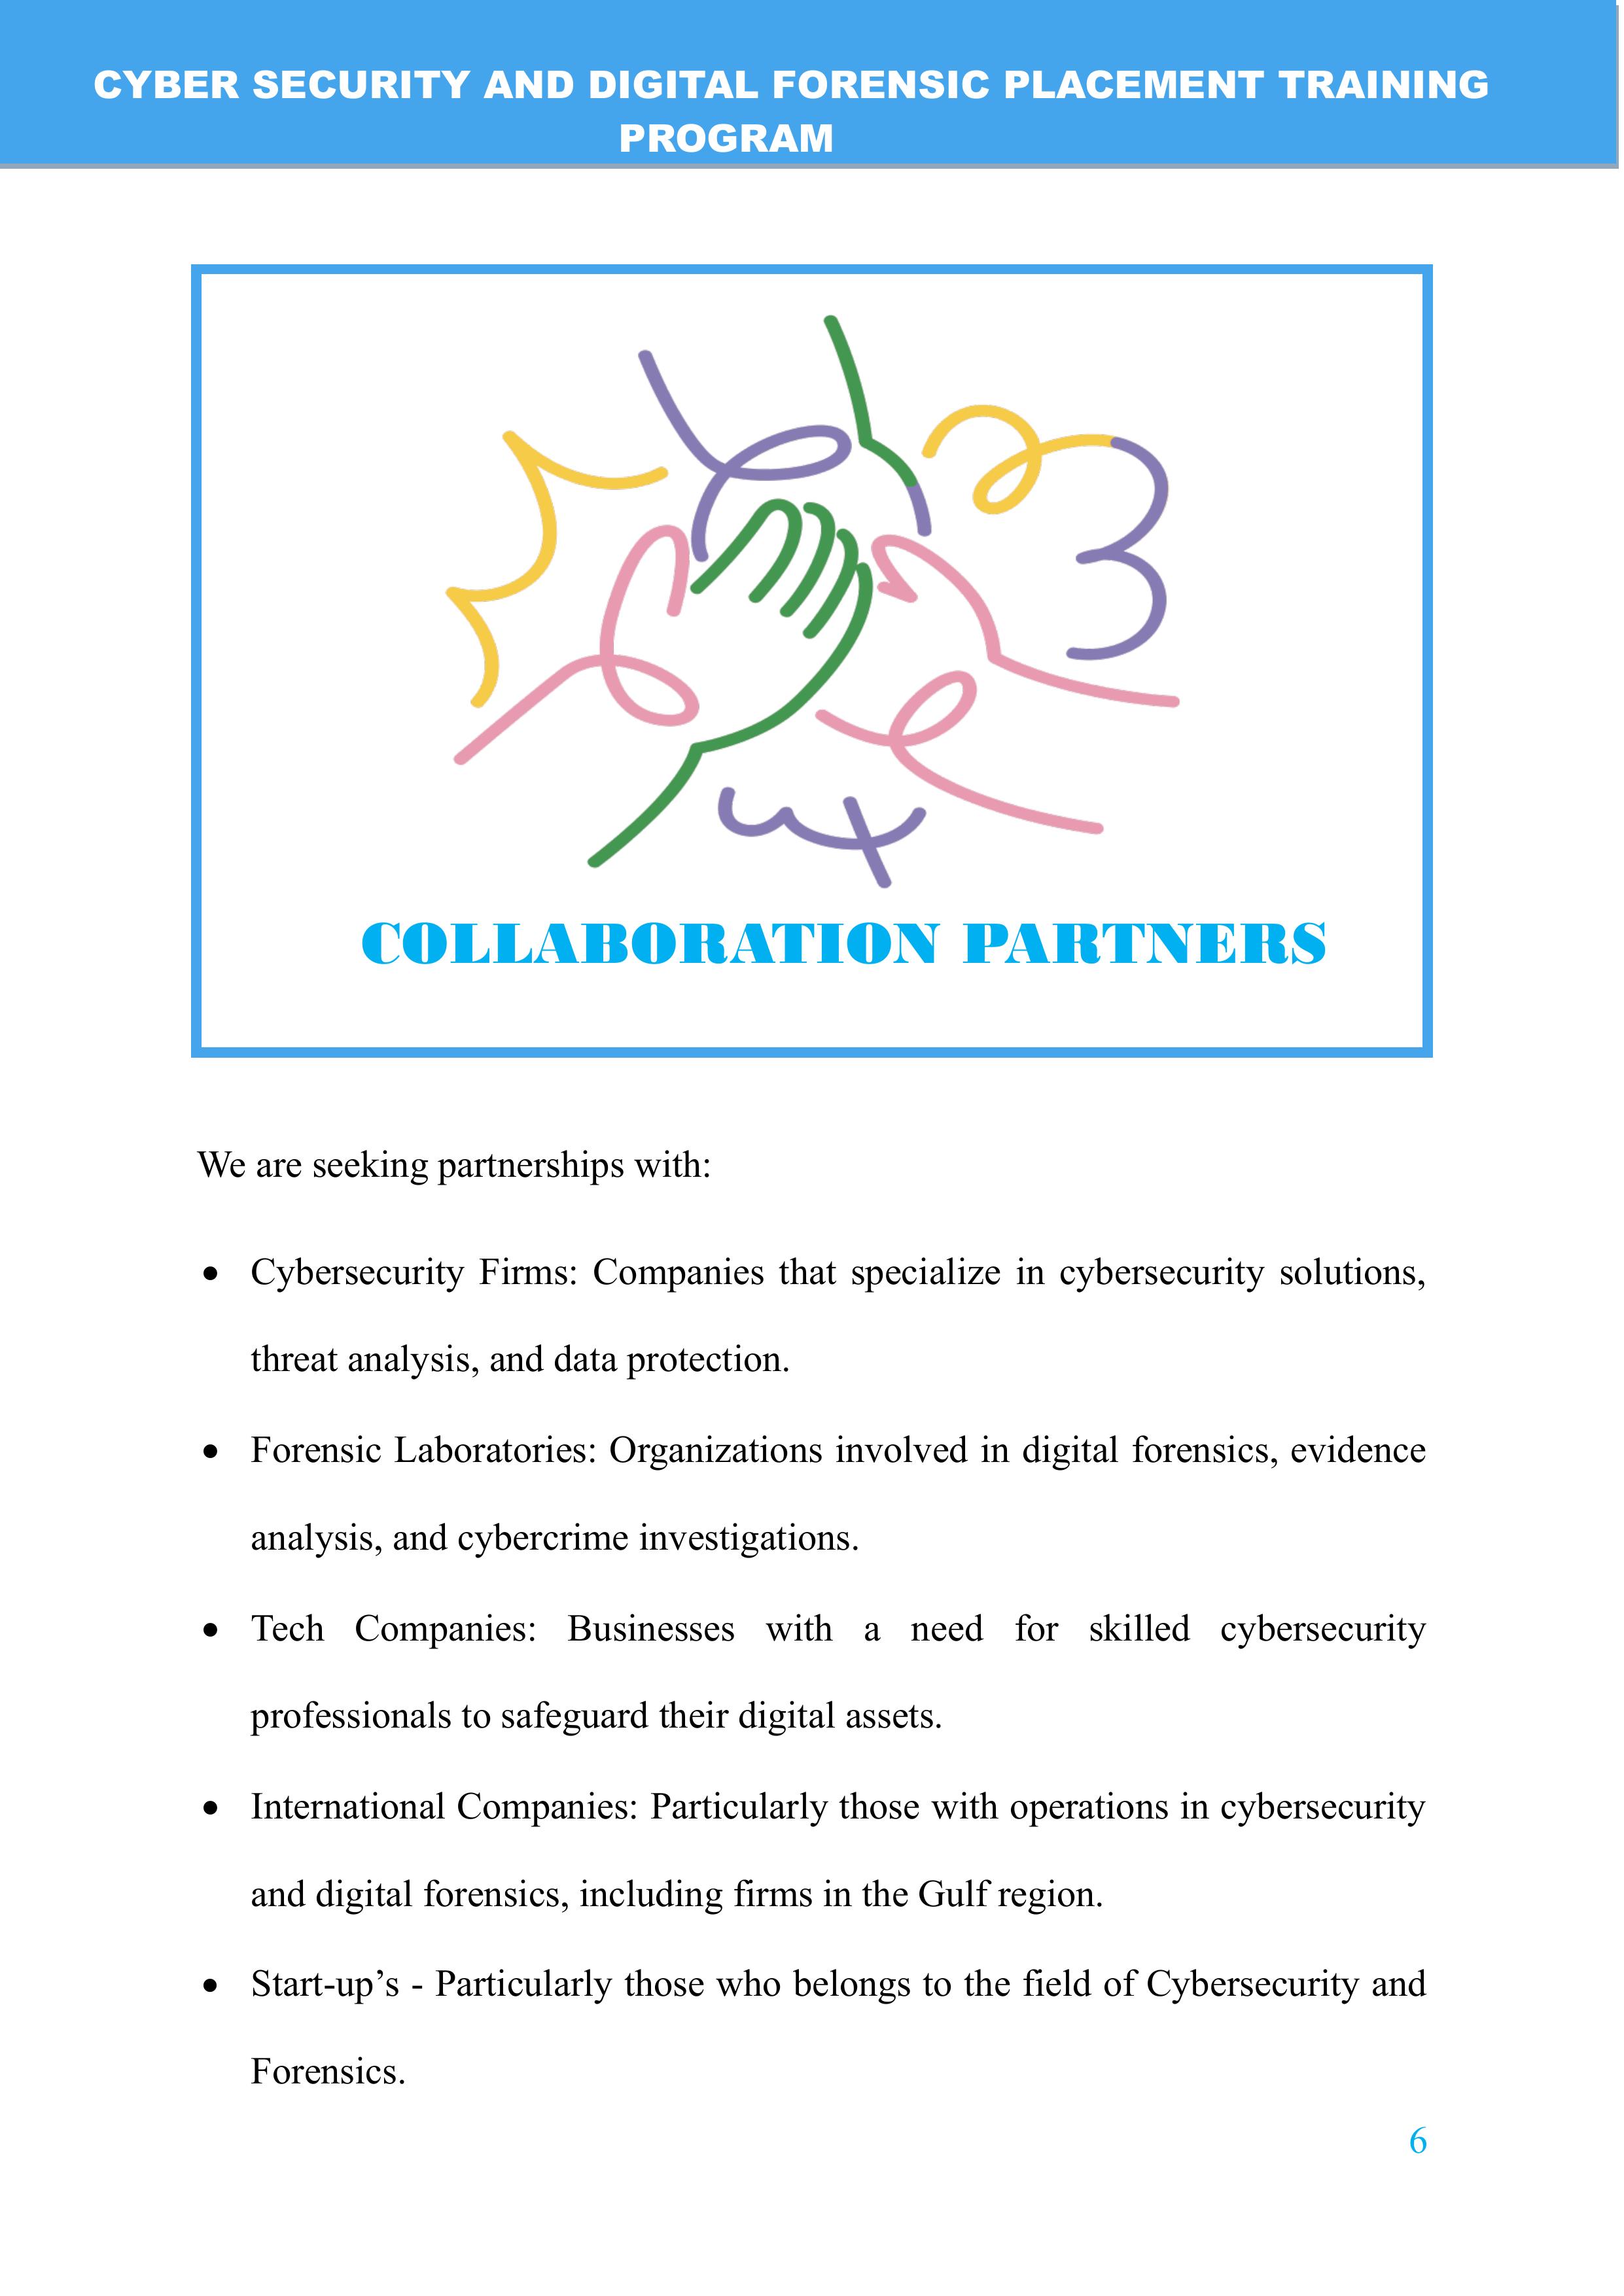 CYBER SECURITY AND DIGITAL FORENSIC PLACEMENT TRAINING
PROGRAM
COLLABORATION PARTNERS
We are seeking partnerships with:
• Cybersecurity Firms: Companies that specialize in cybersecurity solutions,
threat analysis, and data protection.
• Forensic Laboratories: Organizations involved in digital forensics, evidence
analysis, and cybercrime investigations.
• Tech Companies: Businesses with a need for skilled cybersecurity
professionals to safeguard their digital assets.
• International Companies: Particularly those with operations in cybersecurity
and digital forensics, including firms in the Gulf region.
• Start-up’s - Particularly those who belongs to the field of Cybersecurity and
Forensics.
6